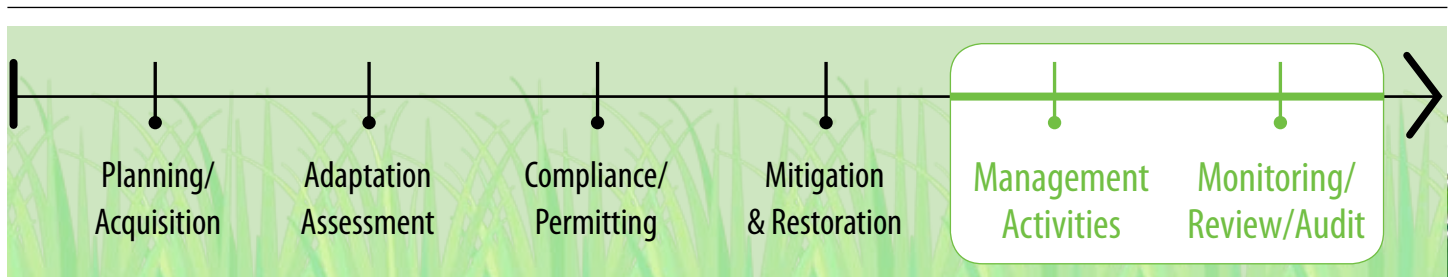 Planning/
Acquisition
Adaptation
Assessment
Compliance/
Permitting
Mitigation
& Restoration
Management
Activities
Monitoring/
Review/Audit